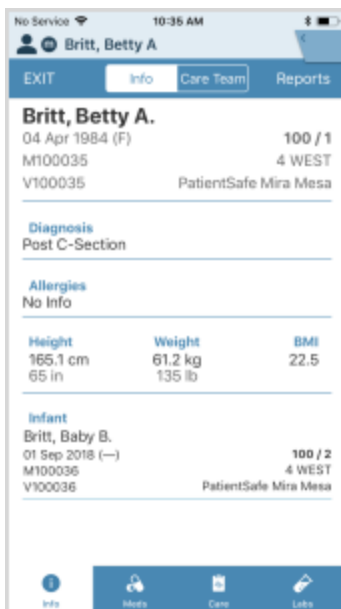 No Service 10:35 AM
Britt, Betty A
EXIT Info Care Team Reports
Britt, Betty A.
04 Apr 1984 (F) 100 / 1
M100035 4 WEST
V100035 PatientSafe Mira Mesa
Diagnosis
Post C-Section
Allergies
No Info
Height Weight BMI
165.1 cm 61.2 kg 22.5
65 in 135 lb
Infant
Britt, Baby B.
01 Sep 2018 (—) 100 / 2
M100036 4 WEST
V100036 PatientSafe Mira Mesa
Info Meds Care Labs